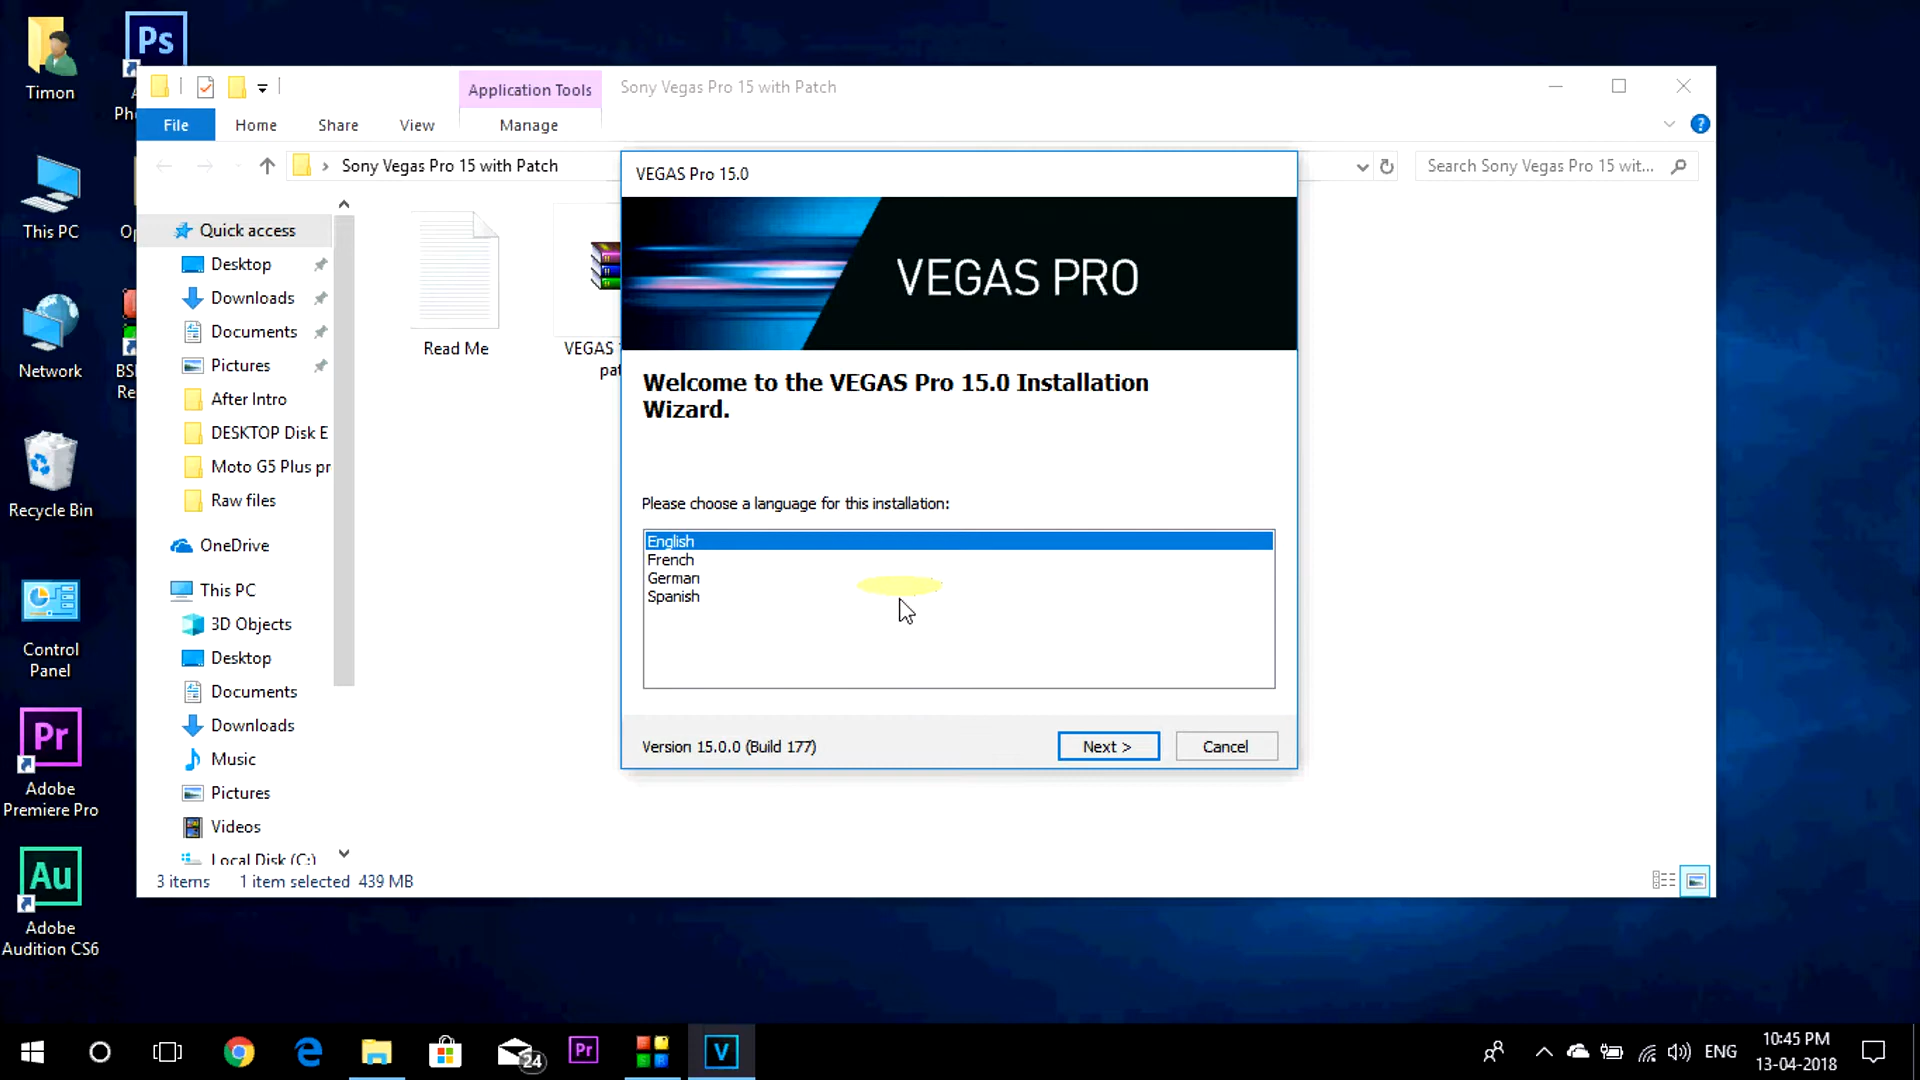 Timon
Ps
This PC
Network
Recycle Bin
Control
Panel
Pr
Adobe
Premiere Pro
Au
Adobe
Audition CS6
Application Tools
Sony Vegas Pro 15 with Patch
File
Home
Share
View
Manage
?
› Sony Vegas Pro 15 with Patch
Search Sony Vegas Pro 15 wit...
Quick access
Desktop
Downloads
Documents
Pictures
After Intro
DESKTOP Disk E
Moto G5 Plus pr
Raw files
OneDrive
This PC
3D Objects
Desktop
Documents
Downloads
Music
Pictures
Videos
Local Disk (C:)
3 items
1 item selected 439 MB
Read Me
VEGAS
VEGAS Pro 15.0
VEGAS PRO
Welcome to the VEGAS Pro 15.0 Installation
Wizard.
Please choose a language for this installation:
English
French
German
Spanish
Version 15.0.0 (Build 177)
Next >
Cancel
24
Pr
V
ENG
10:45 PM
13-04-2018